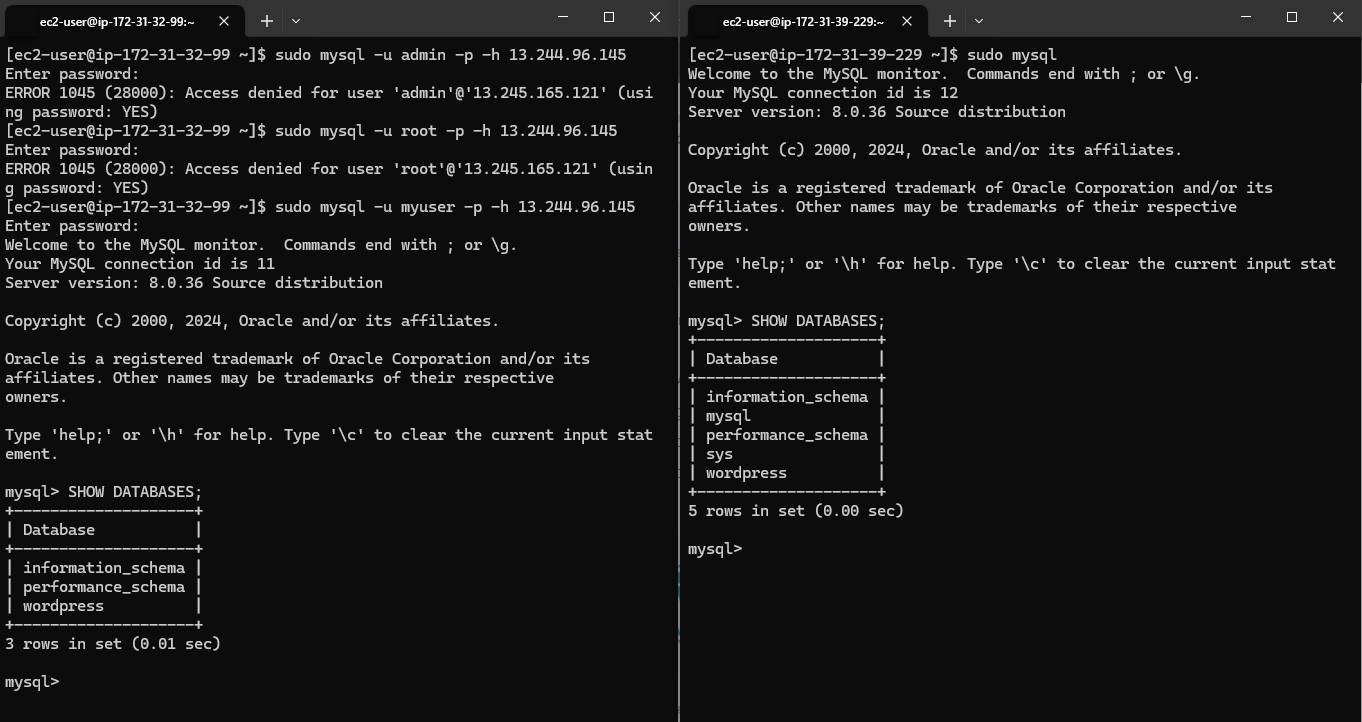 ec2-user@ip-172-31-32-99:~
[ec2-user@ip-172-31-32-99 ~]$ sudo mysql -u admin -p -h 13.244.96.145
Enter password:
ERROR 1045 (28000): Access denied for user 'admin'@'13.245.165.121' (usi
ng password: YES)
[ec2-user@ip-172-31-32-99 ~]$ sudo mysql -u root -p -h 13.244.96.145
Enter password:
ERROR 1045 (28000): Access denied for user 'root'@'13.245.165.121' (usin
g password: YES)
[ec2-user@ip-172-31-32-99 ~]$ sudo mysql -u myuser -p -h 13.244.96.145
Enter password:
Welcome to the MySQL monitor.  Commands end with ; or \g.
Your MySQL connection id is 11
Server version: 8.0.36 Source distribution
Copyright (c) 2000, 2024, Oracle and/or its affiliates.
Oracle is a registered trademark of Oracle Corporation and/or its
affiliates. Other names may be trademarks of their respective
owners.
Type 'help;' or '\h' for help. Type '\c' to clear the current input stat
ement.
mysql> SHOW DATABASES;
+--------------------+
| Database           |
+--------------------+
| information_schema |
| performance_schema |
| wordpress          |
+--------------------+
3 rows in set (0.01 sec)
mysql>
ec2-user@ip-172-31-39-229:~
[ec2-user@ip-172-31-39-229 ~]$ sudo mysql
Welcome to the MySQL monitor.  Commands end with ; or \g.
Your MySQL connection id is 12
Server version: 8.0.36 Source distribution
Copyright (c) 2000, 2024, Oracle and/or its affiliates.
Oracle is a registered trademark of Oracle Corporation and/or its
affiliates. Other names may be trademarks of their respective
owners.
Type 'help;' or '\h' for help. Type '\c' to clear the current input stat
ement.
mysql> SHOW DATABASES;
+--------------------+
| Database           |
+--------------------+
| information_schema |
| mysql              |
| performance_schema |
| sys                |
| wordpress          |
+--------------------+
5 rows in set (0.00 sec)
mysql>